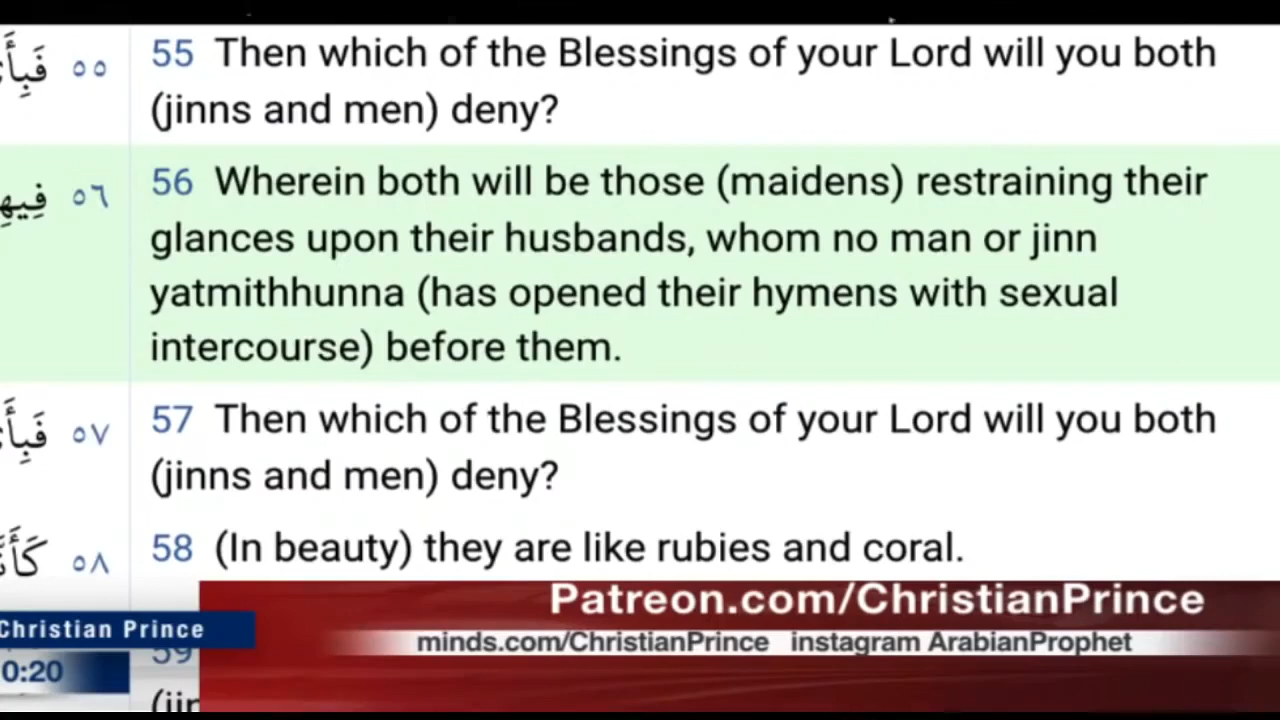 55 Then which of the Blessings of your Lord will you both
(jinns and men) deny?
٥٥
56 Wherein both will be those (maidens) restraining their
glances upon their husbands, whom no man or jinn
yatmithhunna (has opened their hymens with sexual
intercourse) before them.
٥٦
57 Then which of the Blessings of your Lord will you both
(jinns and men) deny?
٥٧
58 (In beauty) they are like rubies and coral.
٥٨
59
Patreon.com/ChristianPrince
minds.com/ChristianPrince instagram ArabianProphet
Christian Prince
0:20